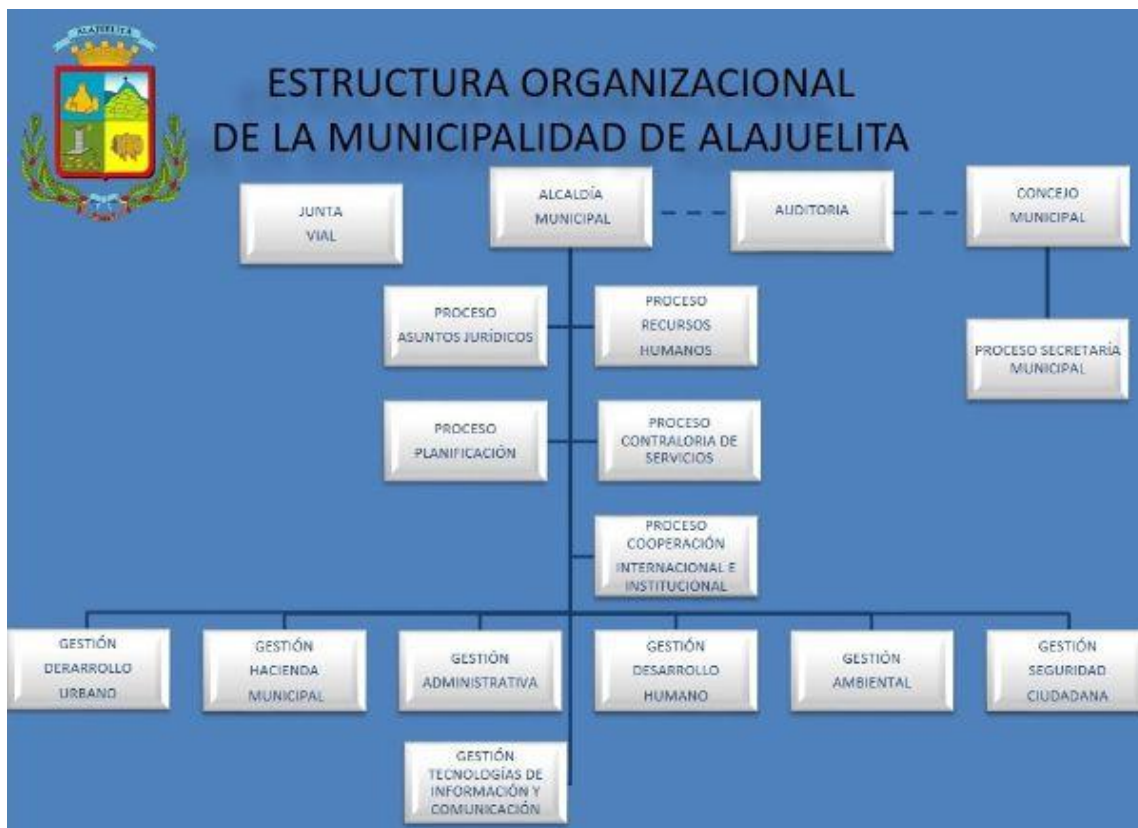 ALAJUELITA
ESTRUCTURA ORGANIZACIONAL
DE LA MUNICIPALIDAD DE ALAJUELITA
JUNTA
VIAL
ALCALDÍA
MUNICIPAL
AUDITORIA
CONCEJO
MUNICIPAL
PROCESO
ASUNTOS JURÍDICOS
PROCESO
RECURSOS
HUMANOS
PROCESO SECRETARÍA
MUNICIPAL
PROCESO
PLANIFICACIÓN
PROCESO
CONTRALORIA DE
SERVICIOS
PROCESO
COOPERACIÓN
INTERNACIONAL E
INSTITUCIONAL
GESTIÓN
DERARROLLO
URBANO
GESTIÓN
HACIENDA
MUNICIPAL
GESTIÓN
ADMINISTRATIVA
GESTIÓN
DESARROLLO
HUMANO
GESTIÓN
AMBIENTAL
GESTIÓN
SEGURIDAD
CIUDADANA
GESTIÓN
TECNOLOGÍAS DE
INFORMACIÓN Y
COMUNICACIÓN